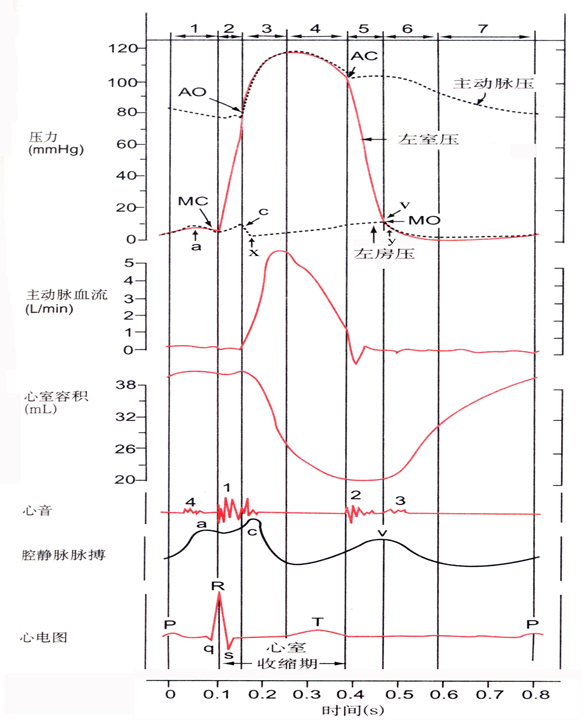 1 2 3 4 5 6 7
120
AC
100
主动脉压
AO
80
压力
(mmHg)
60
左室压
40
MC
20
c
v
MO
0
a
x
y
左房压
5
4
主动脉血流
(L/min)
3
2
1
0
38
心室容积
(mL)
32
26
20
心音
4 1 2 3
腔静脉脉搏
a c v
R
P T P
心电图
q s
心室
收缩期
0 0.1 0.2 0.3 0.4 0.5 0.6 0.7 0.8
时间(s)